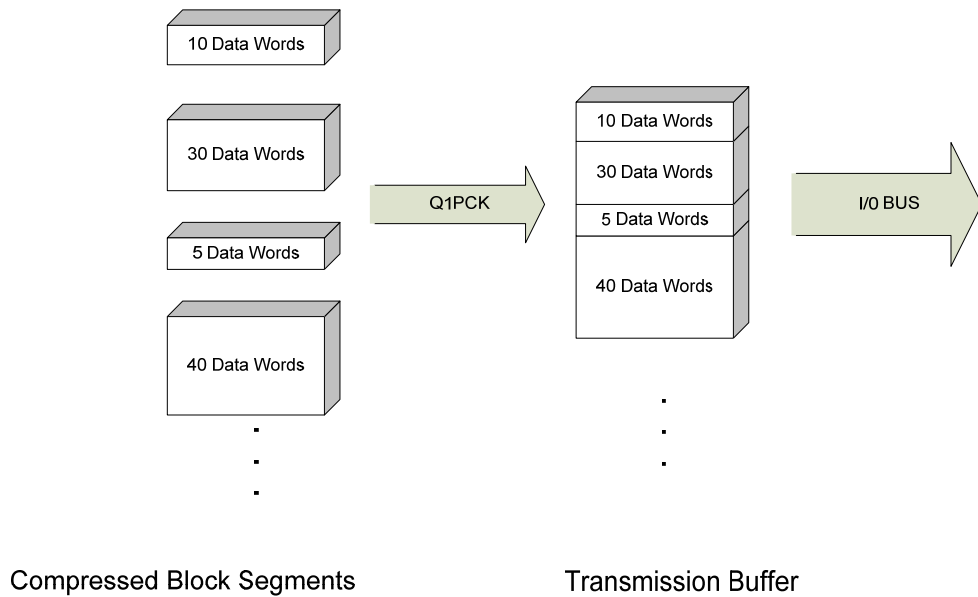 10 Data Words
30 Data Words
5 Data Words
40 Data Words
Q1PCK
10 Data Words
30 Data Words
5 Data Words
40 Data Words
I/0 BUS
Compressed Block Segments
Transmission Buffer